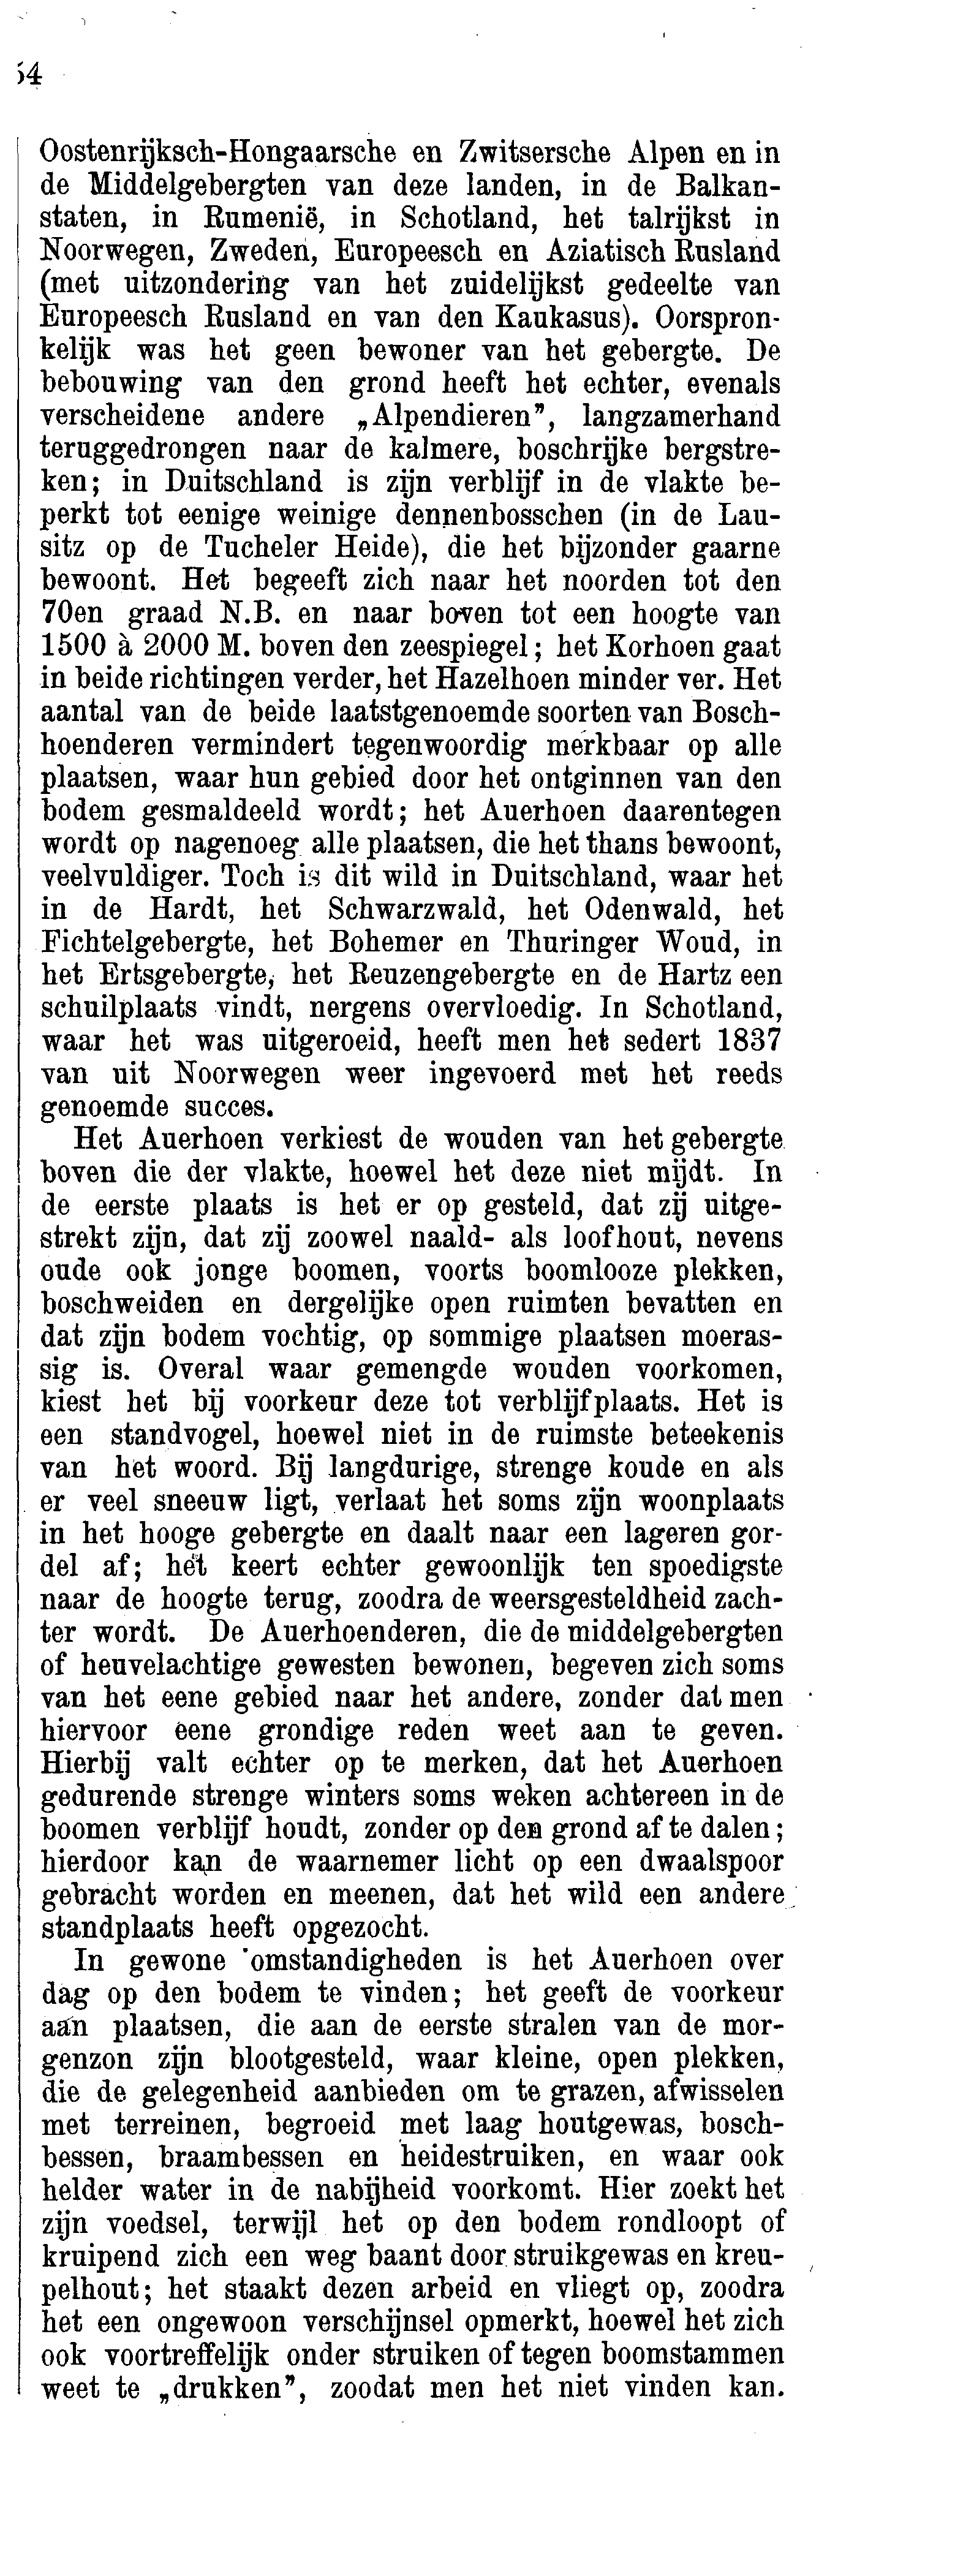 54
Oostenrijksch-Hongaarsche en Zwitsersche Alpen en in
de Middelgebergten van deze landen, in de Balkan-
staten, in Rumenië, in Schotland, het talrijkst in
Noorwegen, Zweden, Europeesch en Aziatisch Rusland
(met uitzondering van het zuidelijkst gedeelte van
Europeesch Rusland en van den Kaukasus). Oorspron-
kelijk was het geen bewoner van het gebergte. De
bebouwing van den grond heeft het echter, evenals
verscheidene andere „Alpendieren”, langzamerhand
teruggedrongen naar de kalmere, boschrijke bergstre-
ken; in Duitschland is zijn verblijf in de vlakte be-
perkt tot eenige weinige dennenbosschen (in de Lau-
sitz op de Tucheler Heide), die het bijzonder gaarne
bewoont. Het begeeft zich naar het noorden tot den
70en graad N.B. en naar boven tot een hoogte van
1500 à 2000 M. boven den zeespiegel; het Korhoen gaat
in beide richtingen verder, het Hazelhoen minder ver. Het
aantal van de beide laatstgenoemde soorten van Bosch-
hoenderen vermindert tegenwoordig merkbaar op alle
plaatsen, waar hun gebied door het ontginnen van den
bodem gesmaldeeld wordt; het Auerhoen daarentegen
wordt op nagenoeg alle plaatsen, die het thans bewoont,
veelvuldiger. Toch is dit wild in Duitschland, waar het
in de Hardt, het Schwarzwald, het Odenwald, het
Fichtelgebergte, het Bohemer en Thuringer Woud, in
het Ertsgebergte, het Reuzengebergte en de Hartz een
schuilplaats vindt, nergens overvloedig. In Schotland,
waar het was uitgeroeid, heeft men het sedert 1837
van uit Noorwegen weer ingevoerd met het reeds
genoemde succes.
Het Auerhoen verkiest de wouden van het gebergte
boven die der vlakte, hoewel het deze niet mijdt. In
de eerste plaats is het er op gesteld, dat zij uitge-
strekt zijn, dat zij zoowel naald- als loofhout, nevens
oude ook jonge boomen, voorts boomlooze plekken,
boschweiden en dergelijke open ruimten bevatten en
dat zijn bodem vochtig, op sommige plaatsen moeras-
sig is. Overal waar gemengde wouden voorkomen,
kiest het bij voorkeur deze tot verblijfplaats. Het is
een standvogel, hoewel niet in de ruimste beteekenis
van het woord. Bij langdurige, strenge koude en als
er veel sneeuw ligt, verlaat het soms zijn woonplaats
in het hooge gebergte en daalt naar een lageren gor-
del af; het keert echter gewoonlijk ten spoedigste
naar de hoogte terug, zoodra de weersgesteldheid zach-
ter wordt. De Auerhoenderen, die de middelgebergten
of heuvelachtige gewesten bewonen, begeven zich soms
van het eene gebied naar het andere, zonder dat men
hiervoor eene grondige reden weet aan te geven.
Hierbij valt echter op te merken, dat het Auerhoen
gedurende strenge winters soms weken achtereen in de
boomen verblijf houdt, zonder op den grond af te dalen;
hierdoor kan de waarnemer licht op een dwaalspoor
gebracht worden en meenen, dat het wild een andere
standplaats heeft opgezocht.
In gewone omstandigheden is het Auerhoen over
dag op den bodem te vinden; het geeft de voorkeur
aan plaatsen, die aan de eerste stralen van de mor-
genzon zijn blootgesteld, waar kleine, open plekken,
die de gelegenheid aanbieden om te grazen, afwisselen
met terreinen, begroeid met laag houtgewas, bosch-
bessen, braambessen en heidestruiken, en waar ook
helder water in de nabijheid voorkomt. Hier zoekt het
zijn voedsel, terwijl het op den bodem rondloopt of
kruipend zich een weg baant door struikgewas en kreu-
pelhout; het staakt dezen arbeid en vliegt op, zoodra
het een ongewoon verschijnsel opmerkt, hoewel het zich
ook voortreffelijk onder struiken of tegen boomstammen
weet te „drukken”, zoodat men het niet vinden kan.